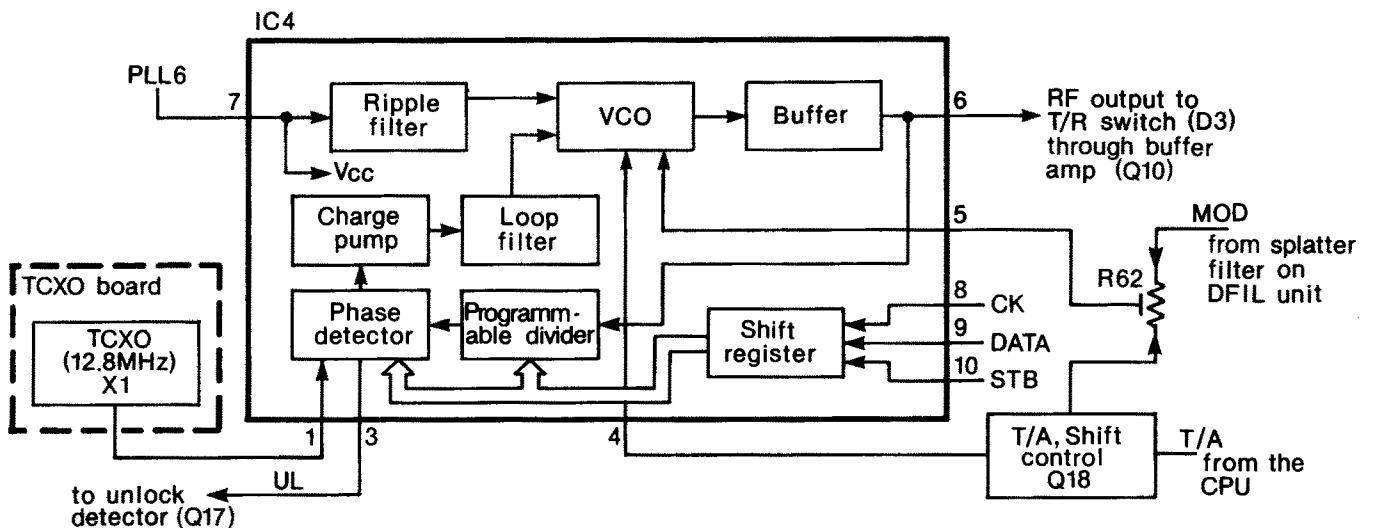 IC4
PLL6
7
Ripple
filter
VCO
Buffer
6
RF output to
T/R switch (D3)
through buffer
amp (Q10)
Vcc
Charge
pump
Loop
filter
5
MOD
from splatter
filter on
DFIL unit
R62
TCXO board
TCXO
(12.8MHz)
X1
Phase
detector
Programm-
able divider
Shift
register
8
CK
9
DATA
10
STB
1
3
4
T/A, Shift
control
Q18
T/A
from the
CPU
UL
to unlock
detector (Q17)